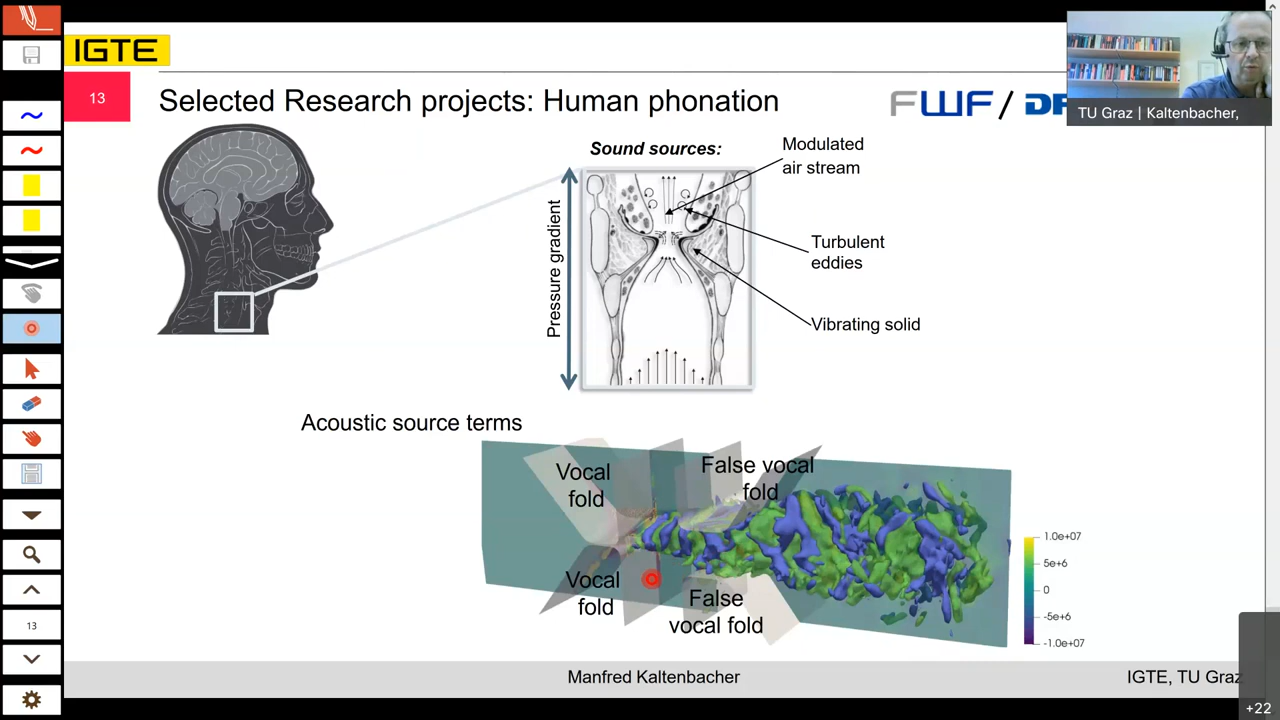 IGTE
13
Selected Research projects: Human phonation
FWF/
TU Graz | Kaltenbacher,
Sound sources:
Modulated
air stream
Pressure gradient
Turbulent
eddies
Vibrating solid
Acoustic source terms
Vocal
fold
False vocal
fold
Vocal
fold
False
vocal fold
1.0e+07
5e+6
0
-5e+6
-1.0e+07
13
Manfred Kaltenbacher
IGTE, TU Graz
+22